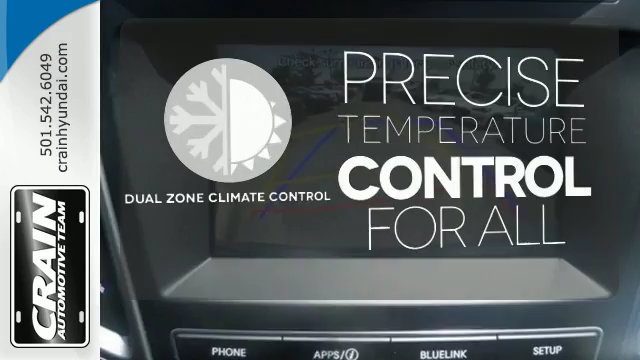 501.542.6049
crainhyundai.com
CRAIN
AUTOMOTIVE TEAM
DUAL ZONE CLIMATE CONTROL
PRECISE
TEMPERATURE
CONTROL
FOR ALL
PHONE
APPS/i
BLUELINK
SETUP